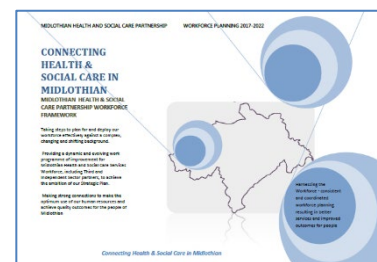 MIDLOTHIAN HEALTH AND SOCIAL CARE PARTNERSHIP WORKFORCE PLANNING 2017-2022
CONNECTING
HEALTH &
SOCIAL CARE IN
MIDLOTHIAN
MIDLOTHIAN HEALTH & SOCIAL
CARE PARTNERSHIP WORKFORCE
FRAMEWORK
Taking steps to plan for and deploy our
workforce effectively against a complex,
changing and shifting background.
Providing a dynamic and evolving work
programme of improvement for
Midlothian Health and Social Care Services
Workforce, including Third and
Independent sector partners, to achieve
the ambition of our Strategic Plan.
Making strong connections to make the
optimum use of our human resources and
achieve quality outcomes for the people of
Midlothian
Harnessing the
Workforce - consistent
and coordinated
workforce planning
resulting in better
services and improved
outcomes for people
Connecting Health & Social Care in Midlothian